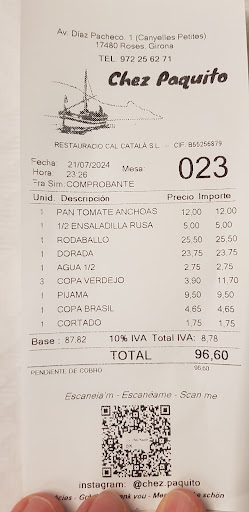 Av. Díaz Pacheco, 1 (Canyelles Petites)
17480 Roses, Girona
TEL. 972 25 62 71
Chez Paquito
RESTAURACIO CAL CATALÀ S.L. - CIF: B55256879
Fecha: 21/07/2024 Mesa: 023
Hora: 23:26
Fra.Sim: COMPROBANTE
Unid. Descripción Precio Importe
1 PAN TOMATE ANCHOAS 12,00 12,00
1 1/2 ENSALADILLA RUSA 5,00 5,00
1 RODABALLO 25,50 25,50
1 DORADA 23,75 23,75
1 AGUA 1/2 2,75 2,75
3 COPA VERDEJO 3,90 11,70
1 PIJAMA 9,50 9,50
1 COPA BRASIL 4,65 4,65
1 CORTADO 1,75 1,75
Base : 87,82 10% IVA Total IVA: 8,78
TOTAL 96,60
PENDIENTE DE COBRO 96,60
Escaneja'm - Escanéame - Scan me
instagram: @chez.paquito
you schön